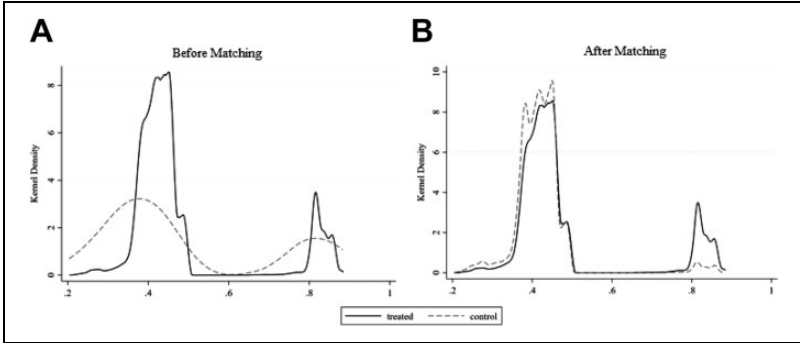 A
Before Matching
Kernel Density
8
6
4
2
0
.2
.4
.6
.8
1
B
After Matching
Kernel Density
10
8
6
4
2
0
.2
.4
.6
.8
1
treated
control